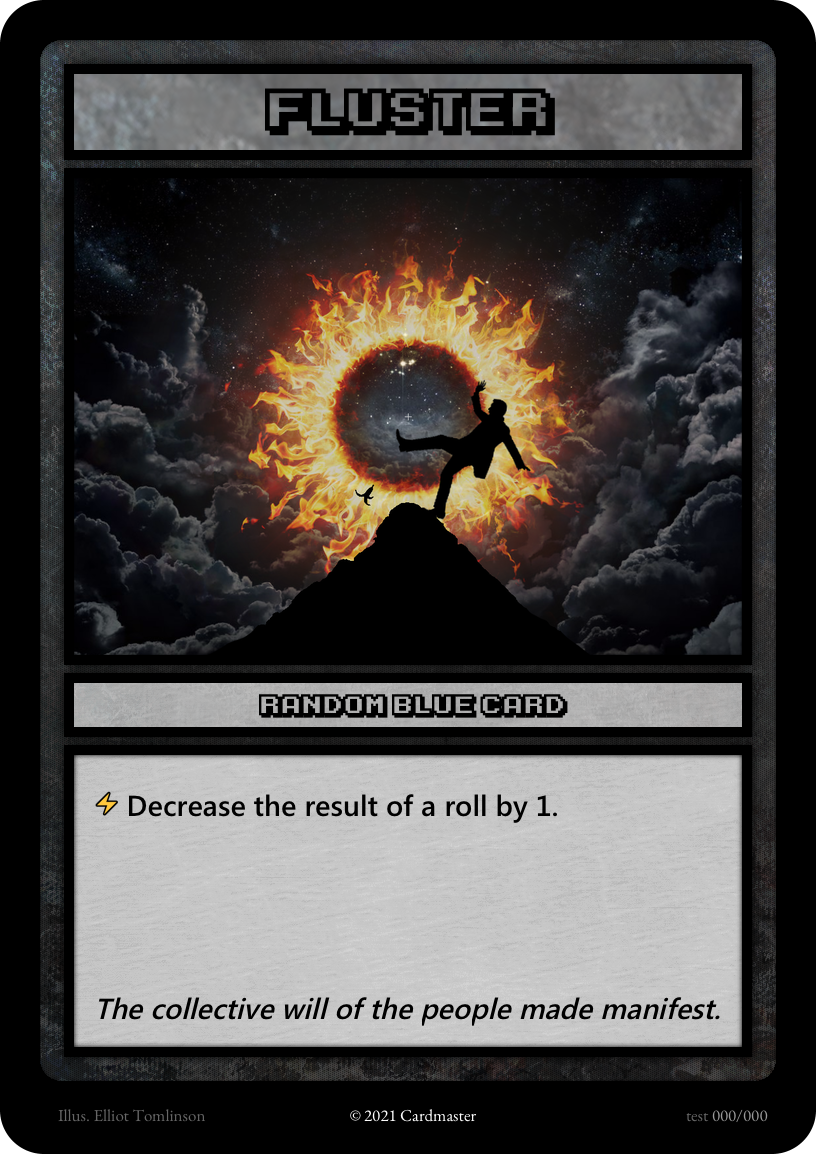 FLUSTER
RANDOM BLUE CARD
⚡ Decrease the result of a roll by 1.
The collective will of the people made manifest.
Illus. Elliot Tomlinson
© 2021 Cardmaster
test 000/000